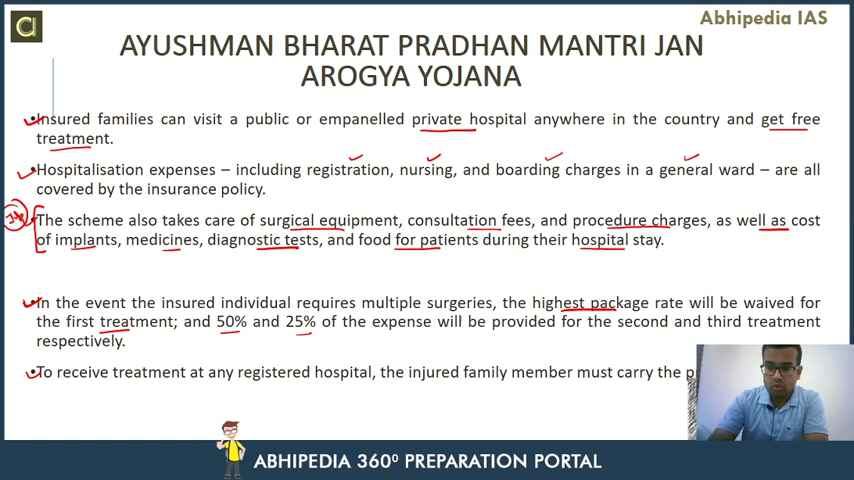 Abhipedia IAS
AYUSHMAN BHARAT PRADHAN MANTRI JAN
AROGYA YOJANA
•Insured families can visit a public or empanelled private hospital anywhere in the country and get free
treatment.
•Hospitalisation expenses – including registration, nursing, and boarding charges in a general ward – are all
covered by the insurance policy.
•The scheme also takes care of surgical equipment, consultation fees, and procedure charges, as well as cost
of implants, medicines, diagnostic tests, and food for patients during their hospital stay.
•In the event the insured individual requires multiple surgeries, the highest package rate will be waived for
the first treatment; and 50% and 25% of the expense will be provided for the second and third treatment
respectively.
•To receive treatment at any registered hospital, the injured family member must carry the
ABHIPEDIA 360⁰ PREPARATION PORTAL